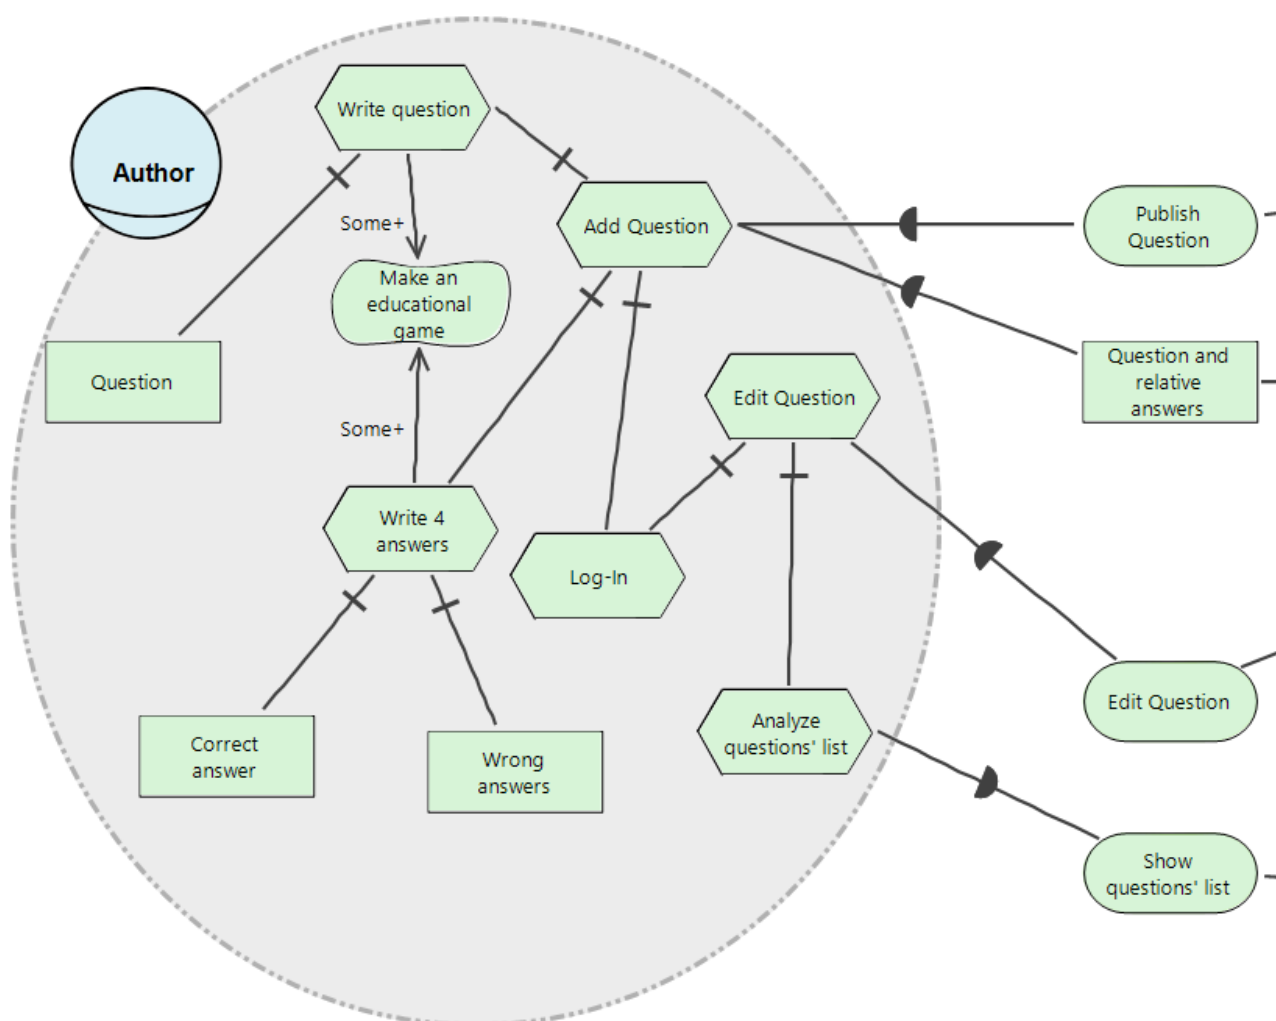 Write question
Author
Some+
Add Question
Publish
Question
Make an
educational
game
Question
Question and
relative
answers
Edit Question
Some+
Write 4
answers
Log-In
Edit Question
Analyze
questions' list
Correct
answer
Wrong
answers
Show
questions' list